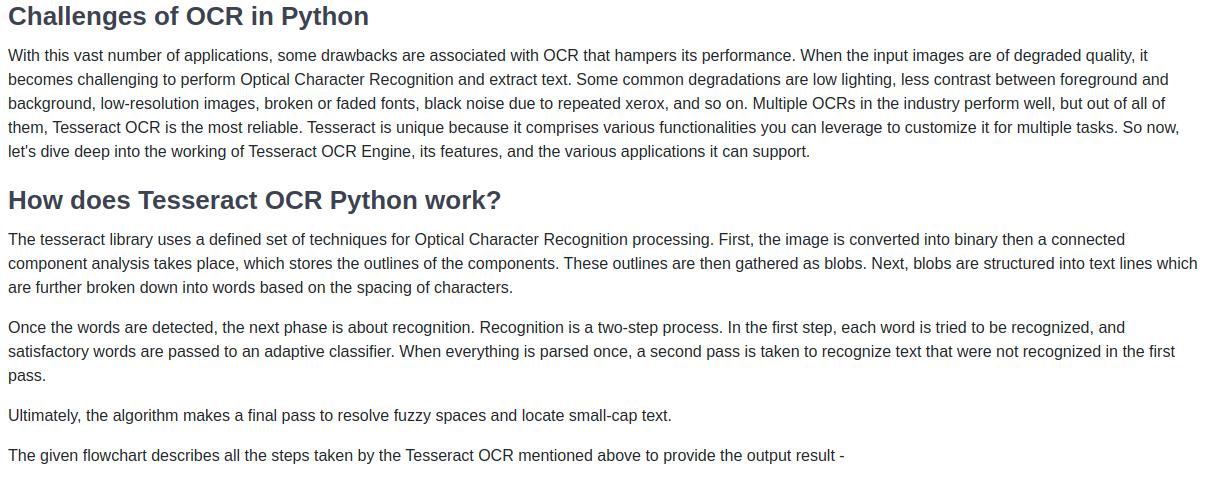 Challenges of OCR in Python
With this vast number of applications, some drawbacks are associated with OCR that hampers its performance. When the input images are of degraded quality, it
becomes challenging to perform Optical Character Recognition and extract text. Some common degradations are low lighting, less contrast between foreground and
background, low-resolution images, broken or faded fonts, black noise due to repeated xerox, and so on. Multiple OCRs in the industry perform well, but out of all of
them, Tesseract OCR is the most reliable. Tesseract is unique because it comprises various functionalities you can leverage to customize it for multiple tasks. So now,
let's dive deep into the working of Tesseract OCR Engine, its features, and the various applications it can support.
How does Tesseract OCR Python work?
The tesseract library uses a defined set of techniques for Optical Character Recognition processing. First, the image is converted into binary then a connected
component analysis takes place, which stores the outlines of the components. These outlines are then gathered as blobs. Next, blobs are structured into text lines which
are further broken down into words based on the spacing of characters.
Once the words are detected, the next phase is about recognition. Recognition is a two-step process. In the first step, each word is tried to be recognized, and
satisfactory words are passed to an adaptive classifier. When everything is parsed once, a second pass is taken to recognize text that were not recognized in the first
pass.
Ultimately, the algorithm makes a final pass to resolve fuzzy spaces and locate small-cap text.
The given flowchart describes all the steps taken by the Tesseract OCR mentioned above to provide the output result -